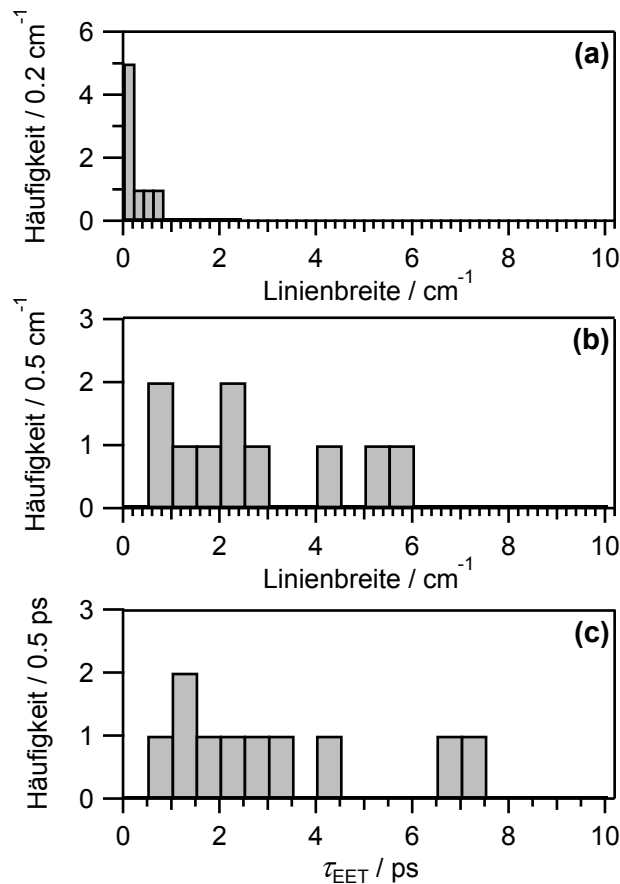 (a)
Häufigkeit / 0.2 cm⁻¹
6
4
2
0
0 2 4 6 8 10
Linienbreite / cm⁻¹
(b)
Häufigkeit / 0.5 cm⁻¹
3
2
1
0
0 2 4 6 8 10
Linienbreite / cm⁻¹
(c)
Häufigkeit / 0.5 ps
3
2
1
0
0 2 4 6 8 10
τEET / ps